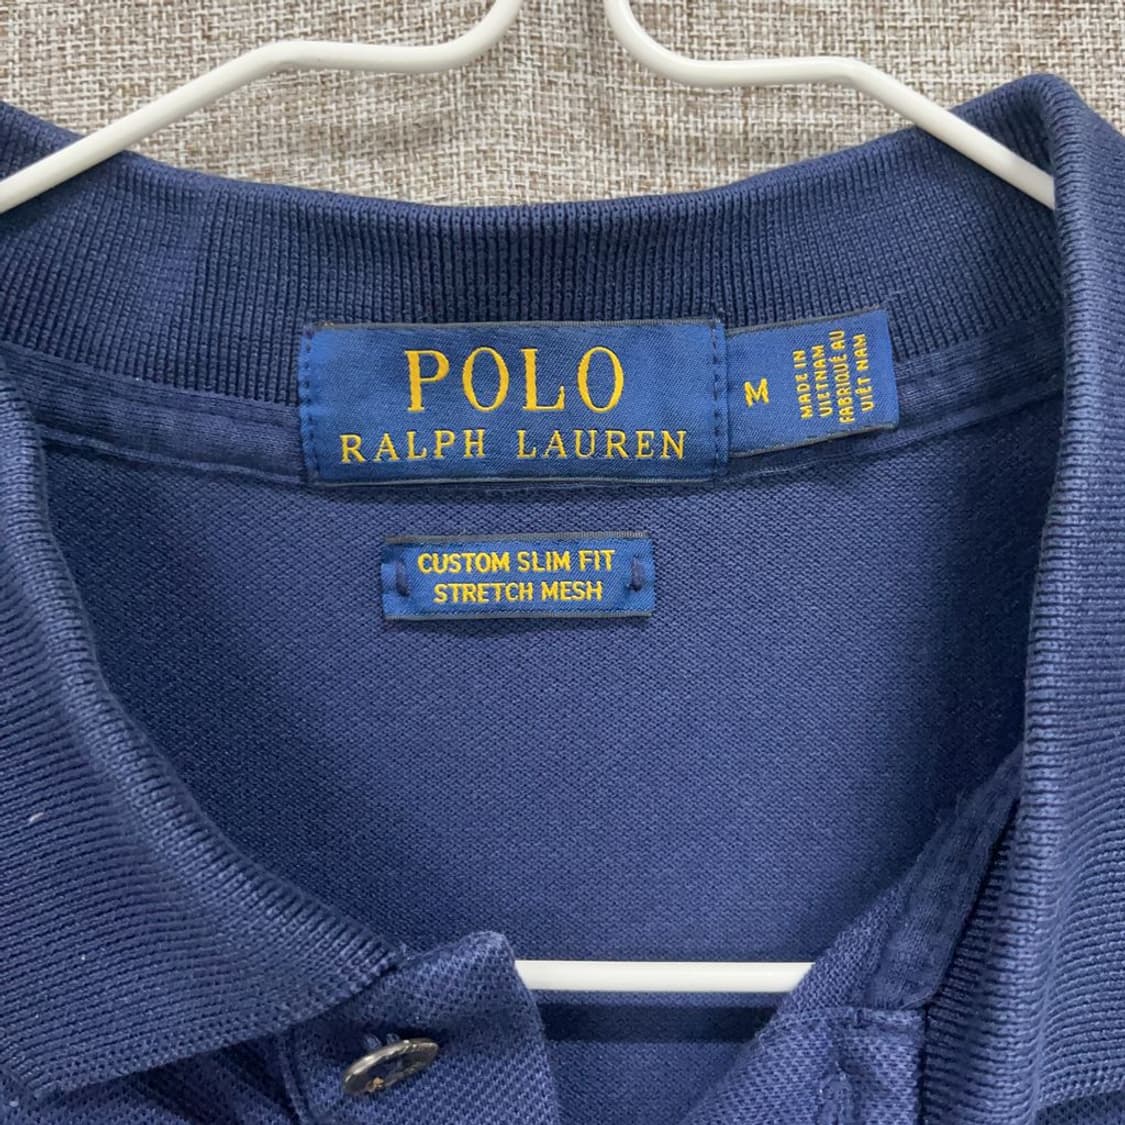 POLO
RALPH LAUREN
M
MADE IN
VIETNAM
FABRIQUÉ AU
VIÊT NAM
CUSTOM SLIM FIT
STRETCH MESH